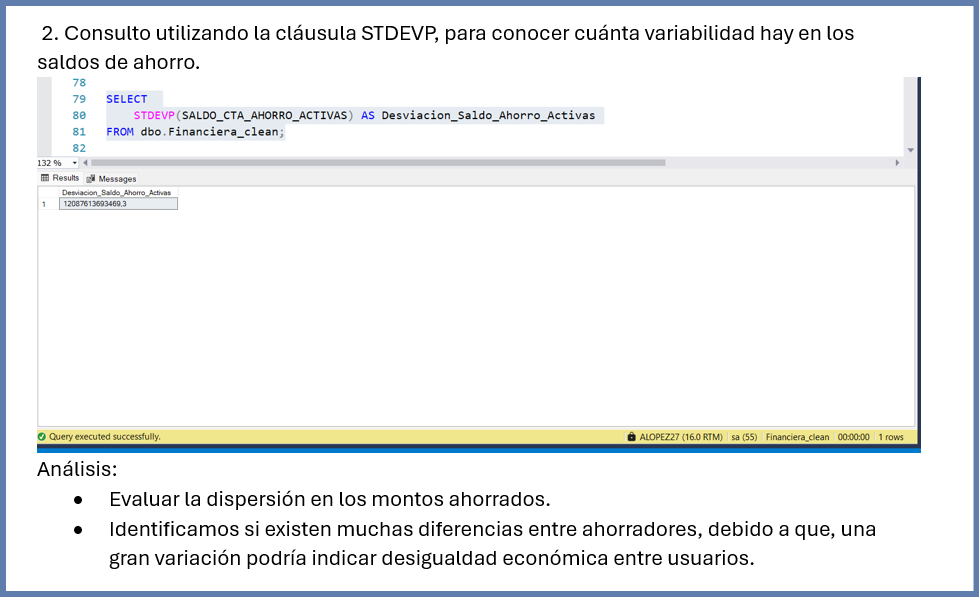 2. Consulto utilizando la cláusula STDEVP, para conocer cuánta variabilidad hay en los
saldos de ahorro.
78
79 SELECT
80 STDEVP(SALDO_CTA_AHORRO_ACTIVAS) AS Desviacion_Saldo_Ahorro_Activas
81 FROM dbo.Financiera_clean;
82
132 %
Results Messages
Desviacion_Saldo_Ahorro_Activas
1 12087613693469,3
Query executed successfully. ALOPEZ27 (16.0 RTM) sa (55) Financiera_clean 00:00:00 1 rows
Análisis:
• Evaluar la dispersión en los montos ahorrados.
• Identificamos si existen muchas diferencias entre ahorradores, debido a que, una
gran variación podría indicar desigualdad económica entre usuarios.